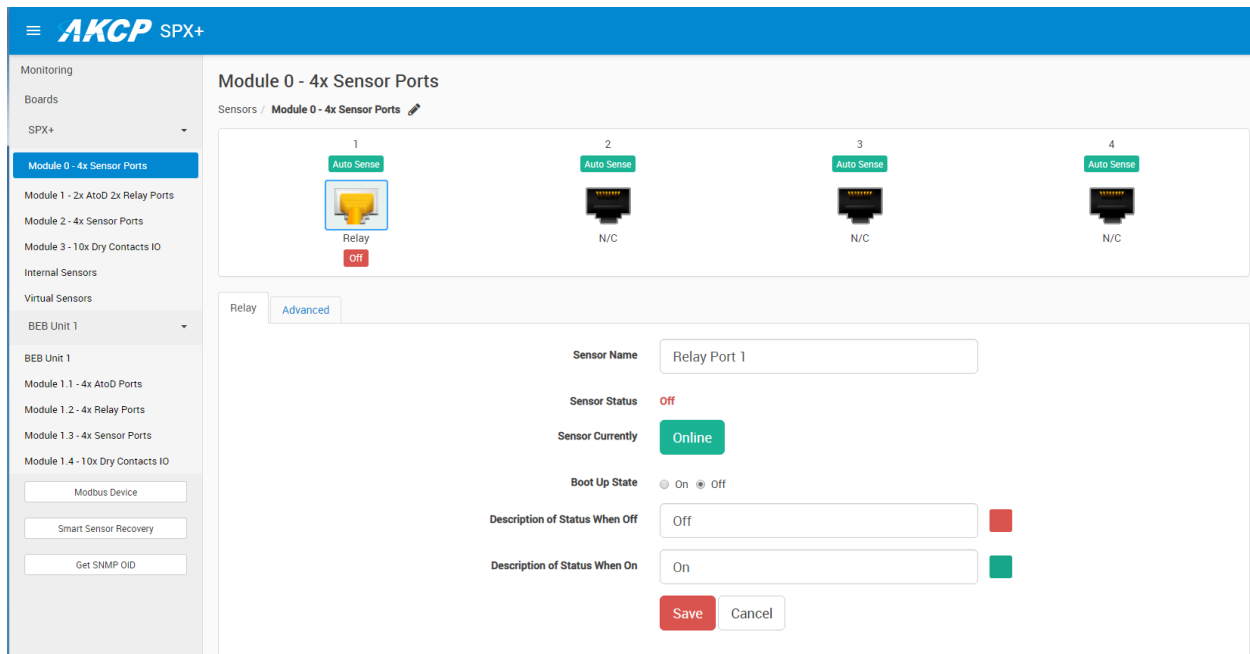 AKCP SPX+
Monitoring
Boards
SPX+
Module 0 - 4x Sensor Ports
Module 1 - 2x AtoD 2x Relay Ports
Module 2 - 4x Sensor Ports
Module 3 - 10x Dry Contacts IO
Internal Sensors
Virtual Sensors
BEB Unit 1
BEB Unit 1
Module 1.1 - 4x AtoD Ports
Module 1.2 - 4x Relay Ports
Module 1.3 - 4x Sensor Ports
Module 1.4 - 10x Dry Contacts IO
Modbus Device
Smart Sensor Recovery
Get SNMP OID
Module 0 - 4x Sensor Ports
Sensors / Module 0 - 4x Sensor Ports
1 2 3 4
Auto Sense Auto Sense Auto Sense Auto Sense
Relay N/C N/C N/C
Off
Relay Advanced
Sensor Name Relay Port 1
Sensor Status Off
Sensor Currently Online
Boot Up State On Off
Description of Status When Off Off
Description of Status When On On
Save Cancel